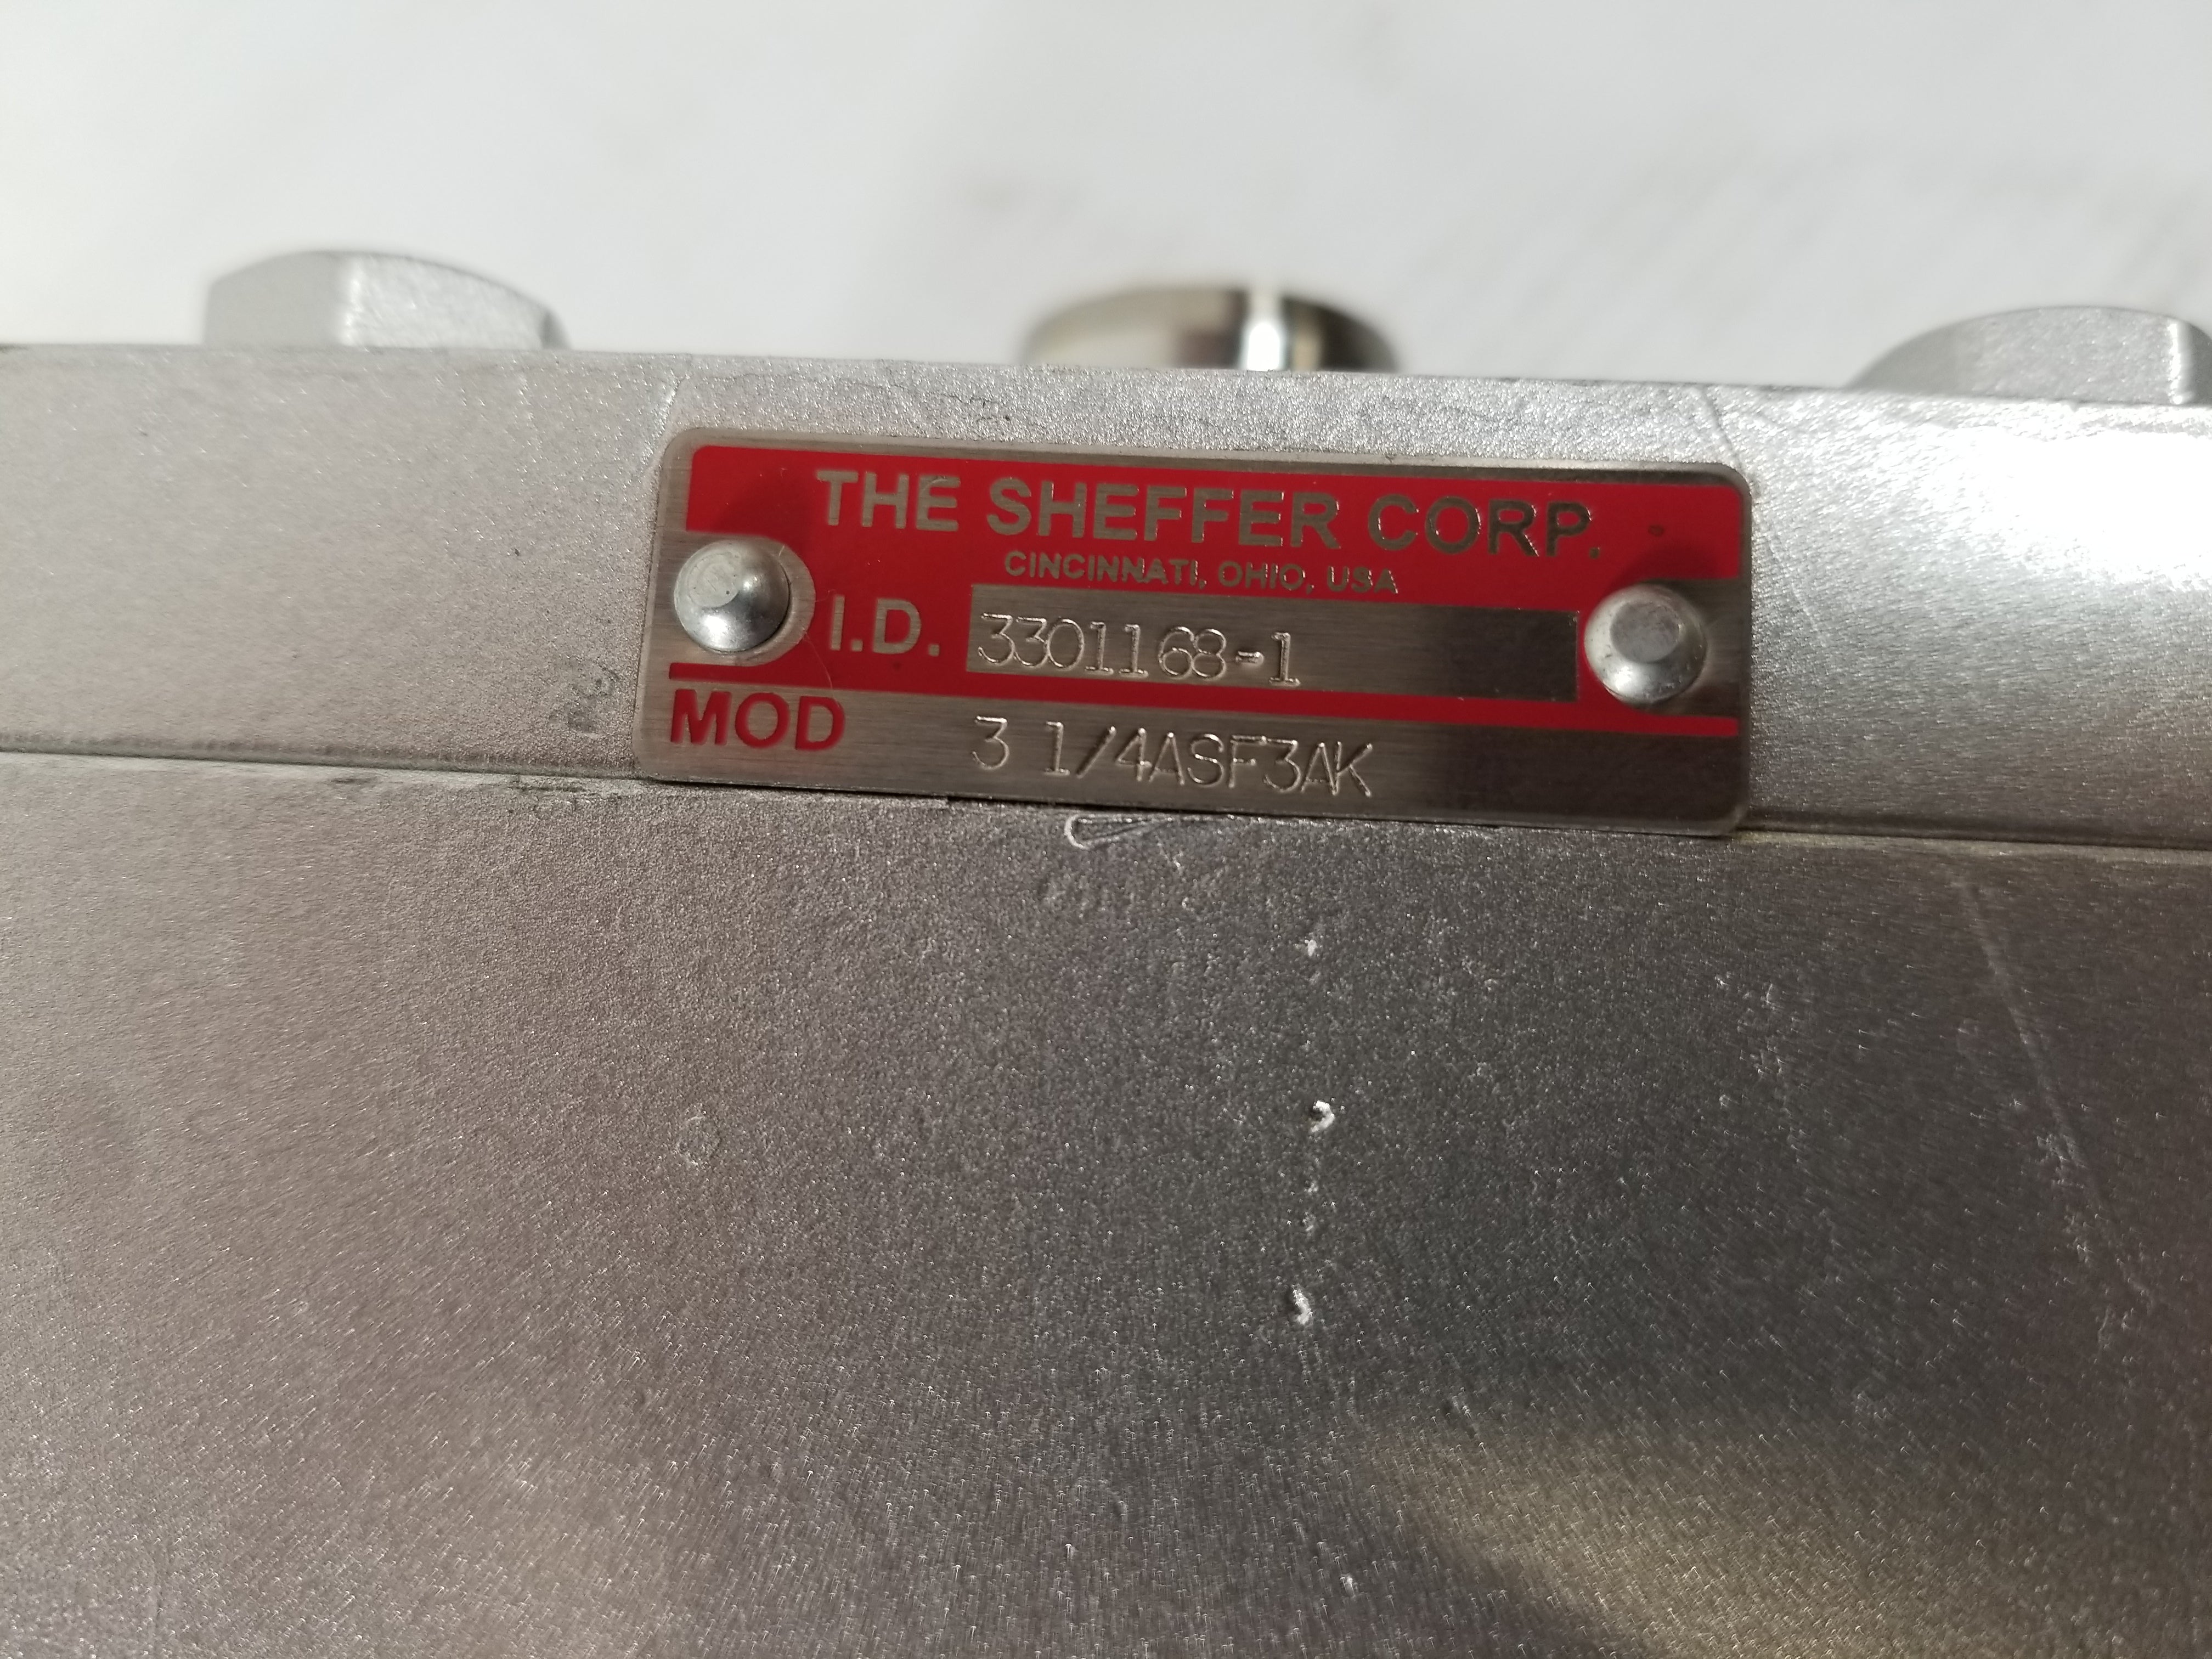 THE SHEFFER CORP.
CINCINNATI, OHIO, USA
I.D. 3301168-1
MOD 3 1/4ASF3AK